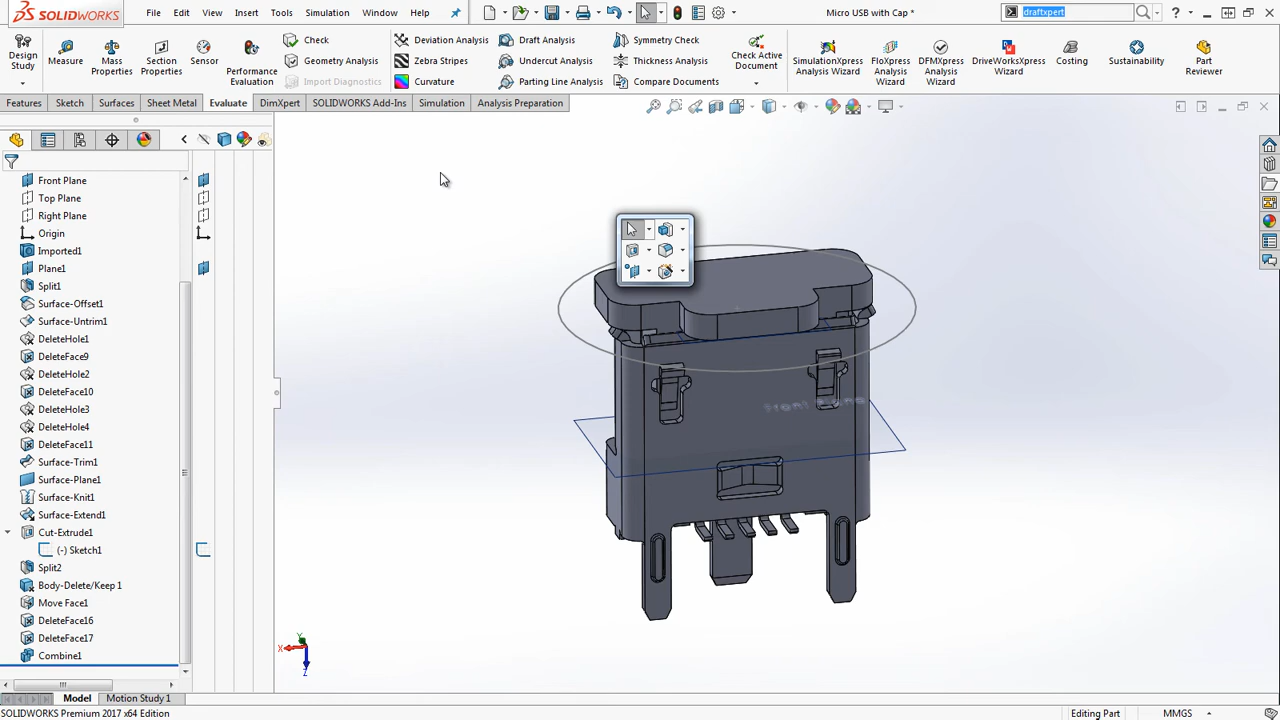 SOLIDWORKS
File
Edit
View
Insert
Tools
Simulation
Window
Help
Micro USB with Cap *
draftxpert
Design Study
Measure
Mass Properties
Section Properties
Sensor
Performance Evaluation
Check
Geometry Analysis
Import Diagnostics
Deviation Analysis
Zebra Stripes
Curvature
Draft Analysis
Undercut Analysis
Parting Line Analysis
Symmetry Check
Thickness Analysis
Compare Documents
Check Active Document
SimulationXpress Analysis Wizard
FloXpress Analysis Wizard
DFMXpress Analysis Wizard
DriveWorksXpress Wizard
Costing
Sustainability
Part Reviewer
Features
Sketch
Surfaces
Sheet Metal
Evaluate
DimXpert
SOLIDWORKS Add-Ins
Simulation
Analysis Preparation
Front Plane
Top Plane
Right Plane
Origin
Imported1
Plane1
Split1
Surface-Offset1
Surface-Untrim1
DeleteHole1
DeleteFace9
DeleteHole2
DeleteFace10
DeleteHole3
DeleteHole4
DeleteFace11
Surface-Trim1
Surface-Plane1
Surface-Knit1
Surface-Extend1
Cut-Extrude1
(-) Sketch1
Split2
Body-Delete/Keep 1
Move Face1
DeleteFace16
DeleteFace17
Combine1
Front Plane
Y
X
Z
Model
Motion Study 1
SOLIDWORKS Premium 2017 x64 Edition
Editing Part
MMGS